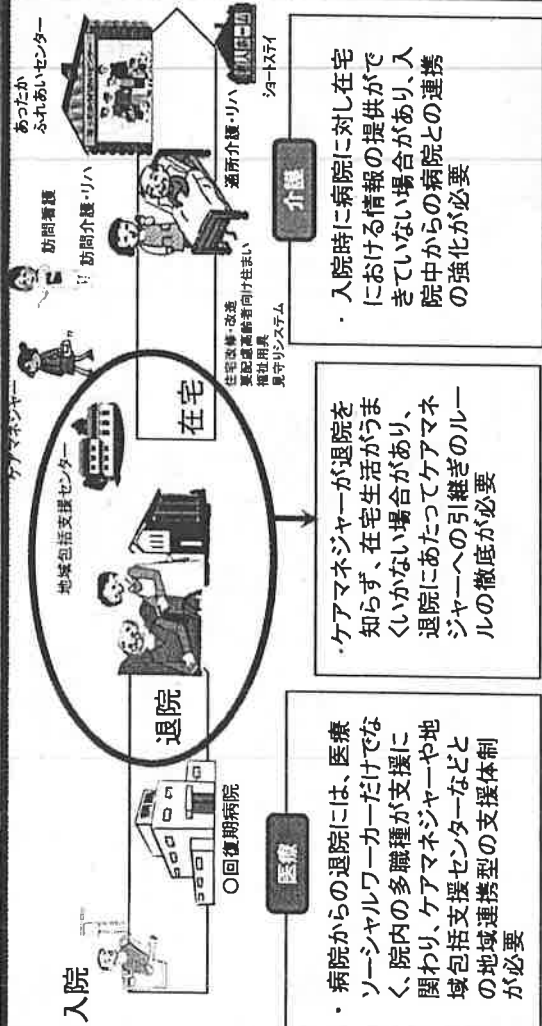 入院
○回復期病院
退院
地域包括支援センター
ケアマネジャー
訪問看護
訪問介護・リハ
あったか
ふれあいセンター
在宅
住宅改修・改造
要配慮高齢者向け住まい
福祉用具
見守りシステム
通所介護・リハ
ショートステイ
医療
・ 病院からの退院には、医療
ソーシャルワーカーだけでな
く、院内の多職種が支援に
関わり、ケアマネジャーや地
域包括支援センターなどと
の地域連携型の支援体制
が必要
・ケアマネジャーが退院を
知らず、在宅生活がうま
くいかない場合があり、
退院にあたってケアマネ
ジャーへの引継ぎのルー
ルの徹底が必要
介護
・ 入院時に病院に対し在宅
における情報の提供がで
きていない場合があり、入
院中からの病院との連携
の強化が必要